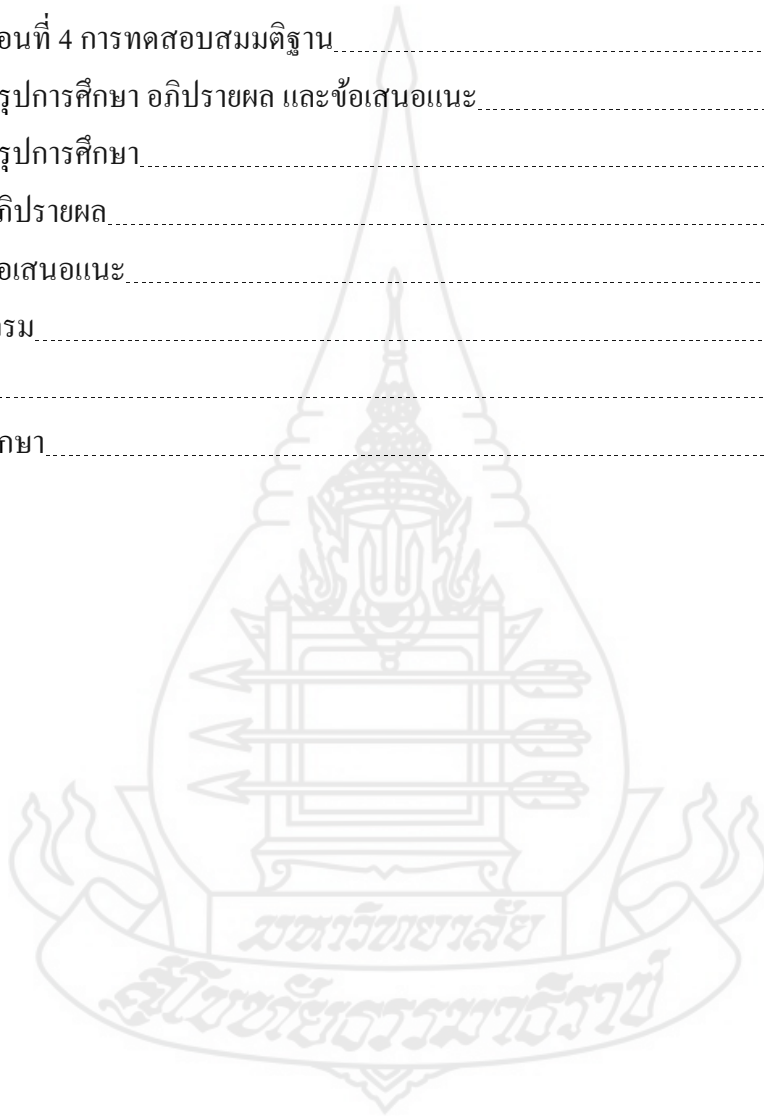 อนที่ 4 การทดสอบสมมติฐาน
รุปการศึกษา อภิปรายผล และข้อเสนอแนะ
รุปการศึกษา
ภิปรายผล
อเสนอแนะ
รม
ึกษา
มหาวิทยาลัย
สุโขทัยธรรมาธิราช